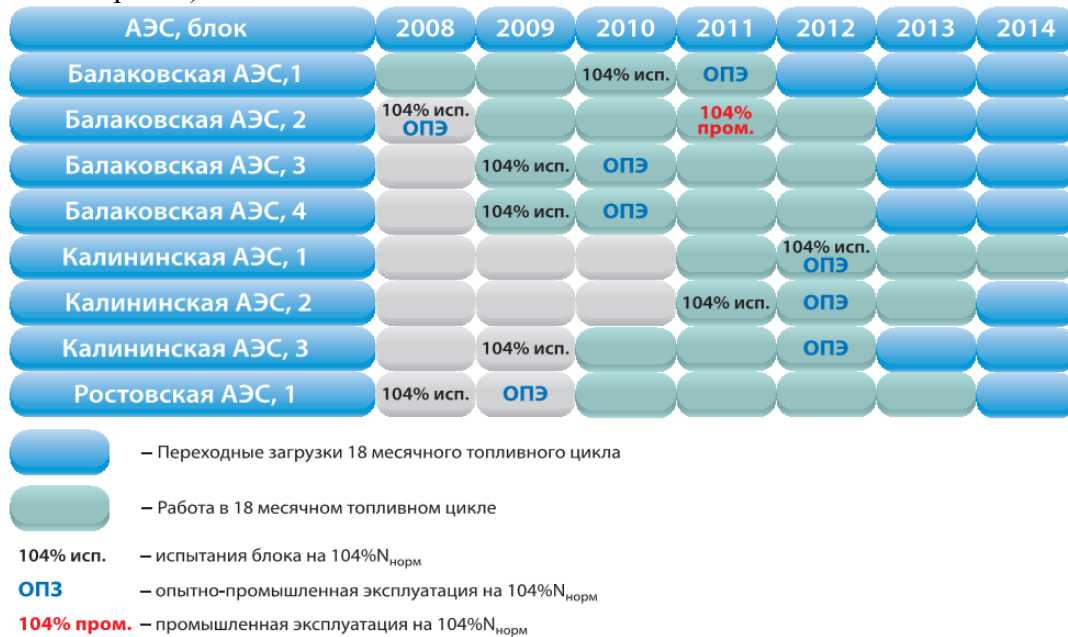 АЭС, блок 2008 2009 2010 2011 2012 2013 2014
Балаковская АЭС,1 104% исп. ОПЭ
Балаковская АЭС, 2 104% исп. ОПЭ 104% пром.
Балаковская АЭС, 3 104% исп. ОПЭ
Балаковская АЭС, 4 104% исп. ОПЭ
Калининская АЭС, 1 104% исп. ОПЭ
Калининская АЭС, 2 104% исп. ОПЭ
Калининская АЭС, 3 104% исп. ОПЭ
Ростовская АЭС, 1 104% исп. ОПЭ
– Переходные загрузки 18 месячного топливного цикла
– Работа в 18 месячном топливном цикле
104% исп. – испытания блока на 104%Nнорм
ОПЗ – опытно-промышленная эксплуатация на 104%Nнорм
104% пром. – промышленная эксплуатация на 104%Nнорм